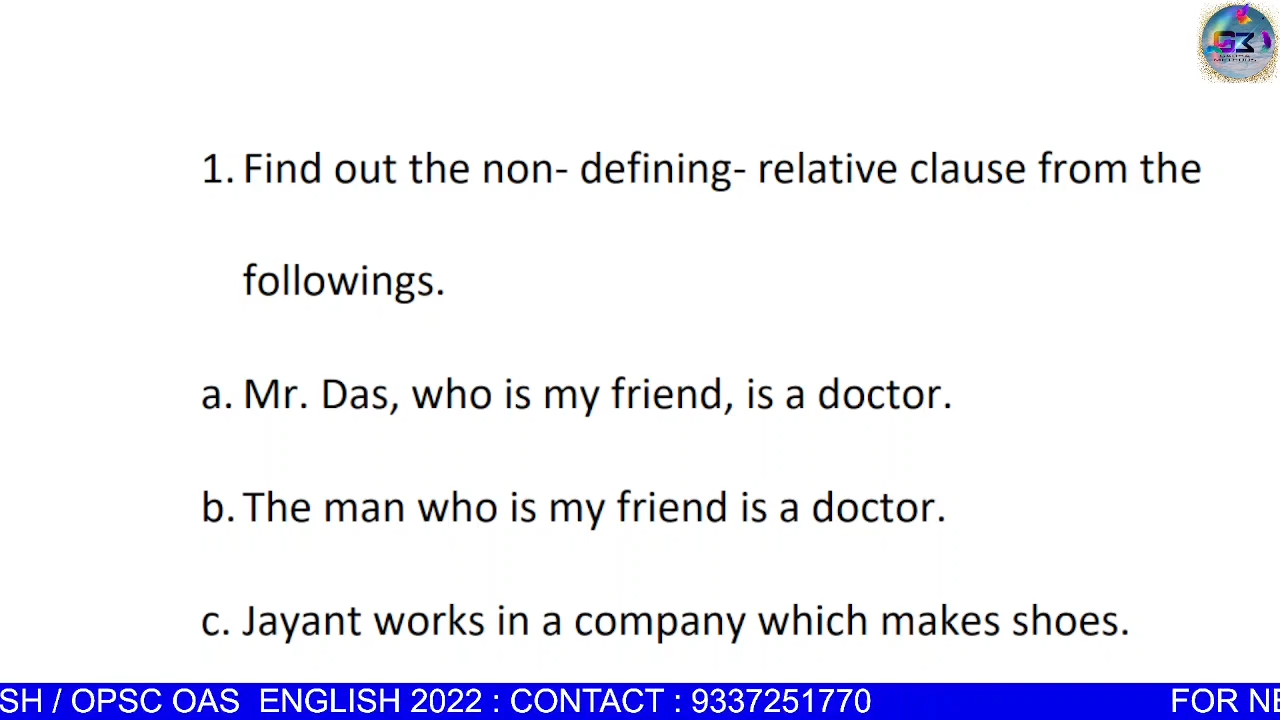 1. Find out the non- defining- relative clause from the
followings.
a. Mr. Das, who is my friend, is a doctor.
b. The man who is my friend is a doctor.
c. Jayant works in a company which makes shoes.
SH / OPSC OAS ENGLISH 2022 : CONTACT : 9337251770 FOR NE